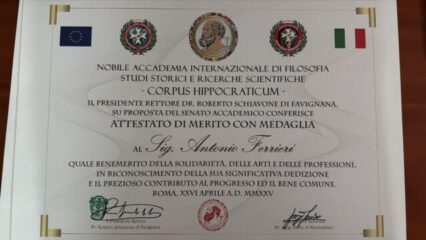 NOBILE ACCADEMIA INTERNAZIONALE DI FILOSOFIA
STUDI STORICI E RICERCHE SCIENTIFICHE
- CORPUS HIPPOCRATICUM -
IL PRESIDENTE RETTORE DR. ROBERTO SCHIAVONE DI FAVIGNANA,
SU PROPOSTA DEL SENATO ACCADEMICO CONFERISCE
ATTESTATO DI MERITO CON MEDAGLIA
AL Sig. Antonio Ferrieri
QUALE BENEMERITO DELLA SOLIDARIETÀ, DELLE ARTI E DELLE PROFESSIONI,
IN RICONOSCIMENTO DELLA SUA SIGNIFICATIVA DEDIZIONE
E IL PREZIOSO CONTRIBUTO AL PROGRESSO ED IL BENE COMUNE.
ROMA, XXVI APRILE A.D. MMXXV